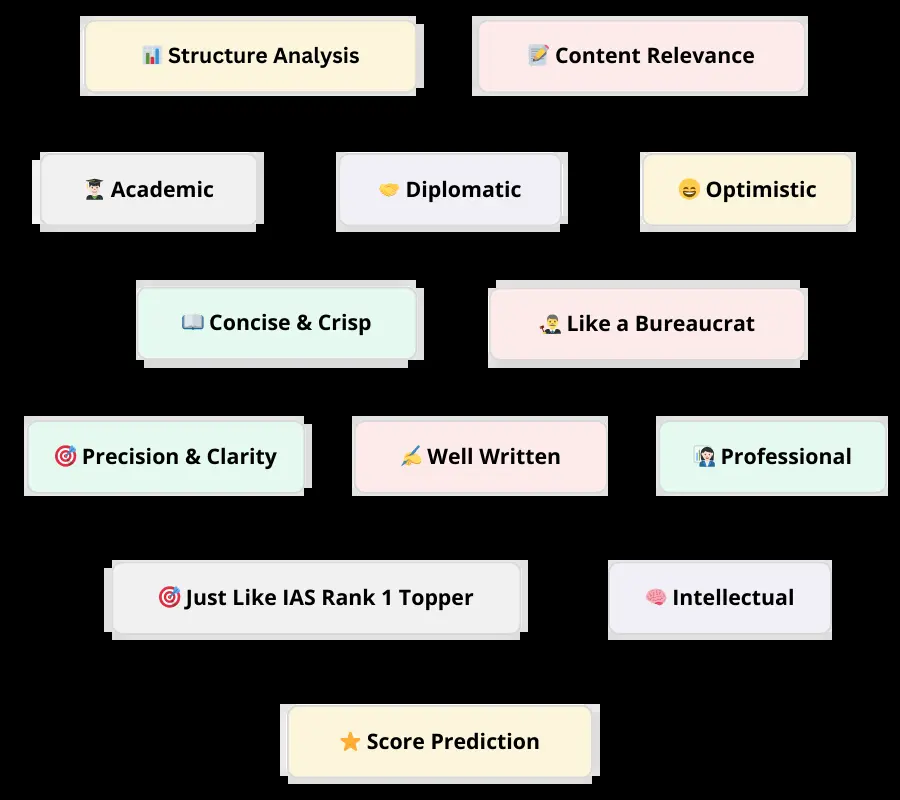 Structure Analysis
Content Relevance
Academic
Diplomatic
Optimistic
Concise & Crisp
Like a Bureaucrat
Precision & Clarity
Well Written
Professional
Just Like IAS Rank 1 Topper
Intellectual
Score Prediction